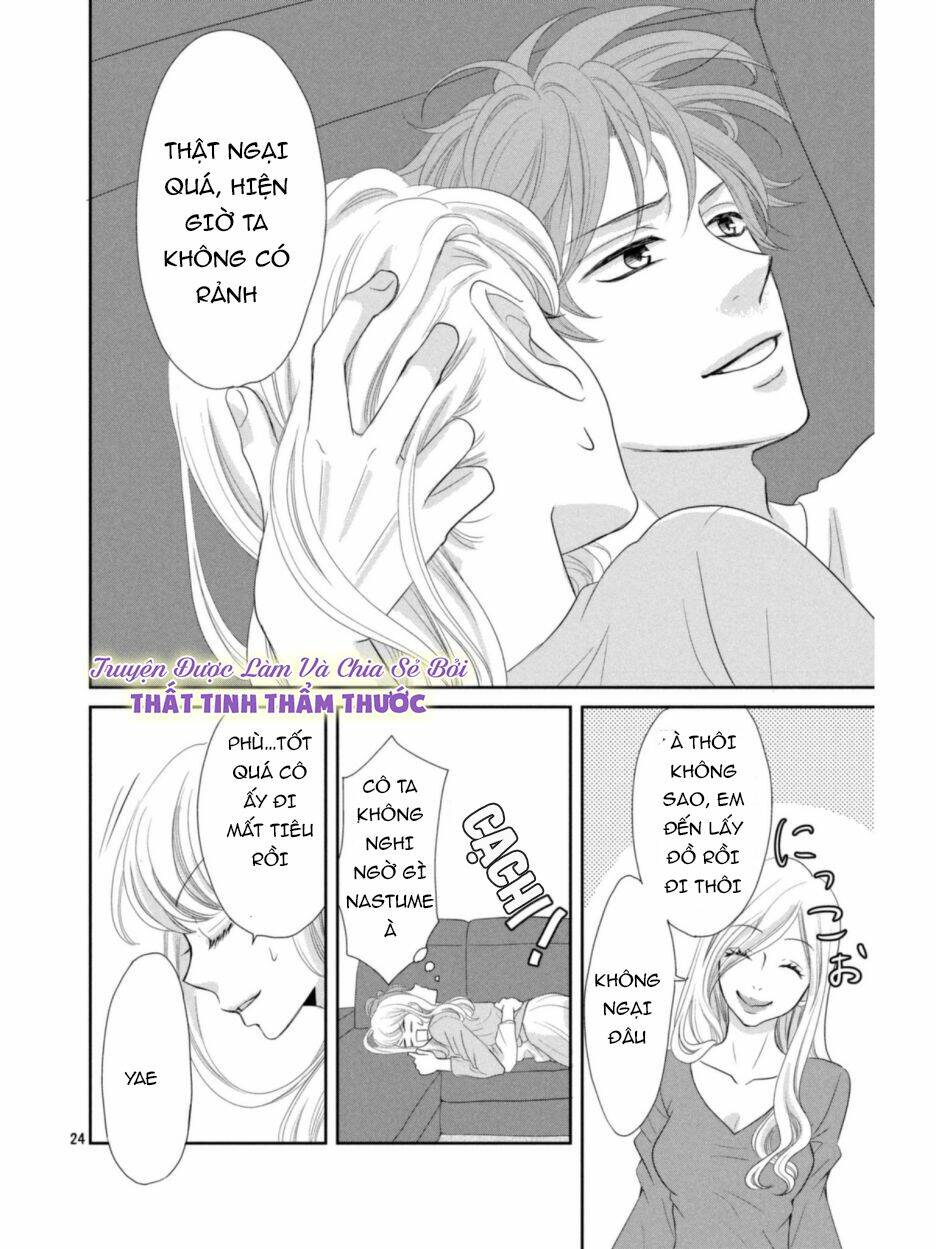 THẬT NGẠI
QUÁ, HIỆN
GIỜ TA
KHÔNG CÓ
RẢNH
Truyện Được Làm Và Chia Sẻ Bởi
THẤT TINH THẨM THƯỚC
À THÔI
KHÔNG
SAO, EM
ĐẾN LẤY
ĐỒ RỒI
ĐI THÔI
にっこお
KHÔNG
NGẠI
ĐÂU
CÔ TA
KHÔNG
NGHI
NGỜ GÌ
NASTUME
À
CẠCH!
PHÙ...TỐT
QUÁ CÔ
ẤY ĐI
MẤT TIÊU
RỒI
YAE
24